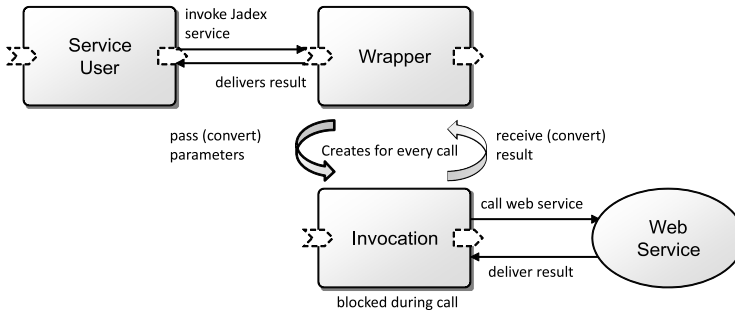 invoke Jadex
service
Service
User
Wrapper
delivers result
pass (convert)
parameters
Creates for every call
receive (convert)
result
call web service
Invocation
Web
Service
deliver result
blocked during call